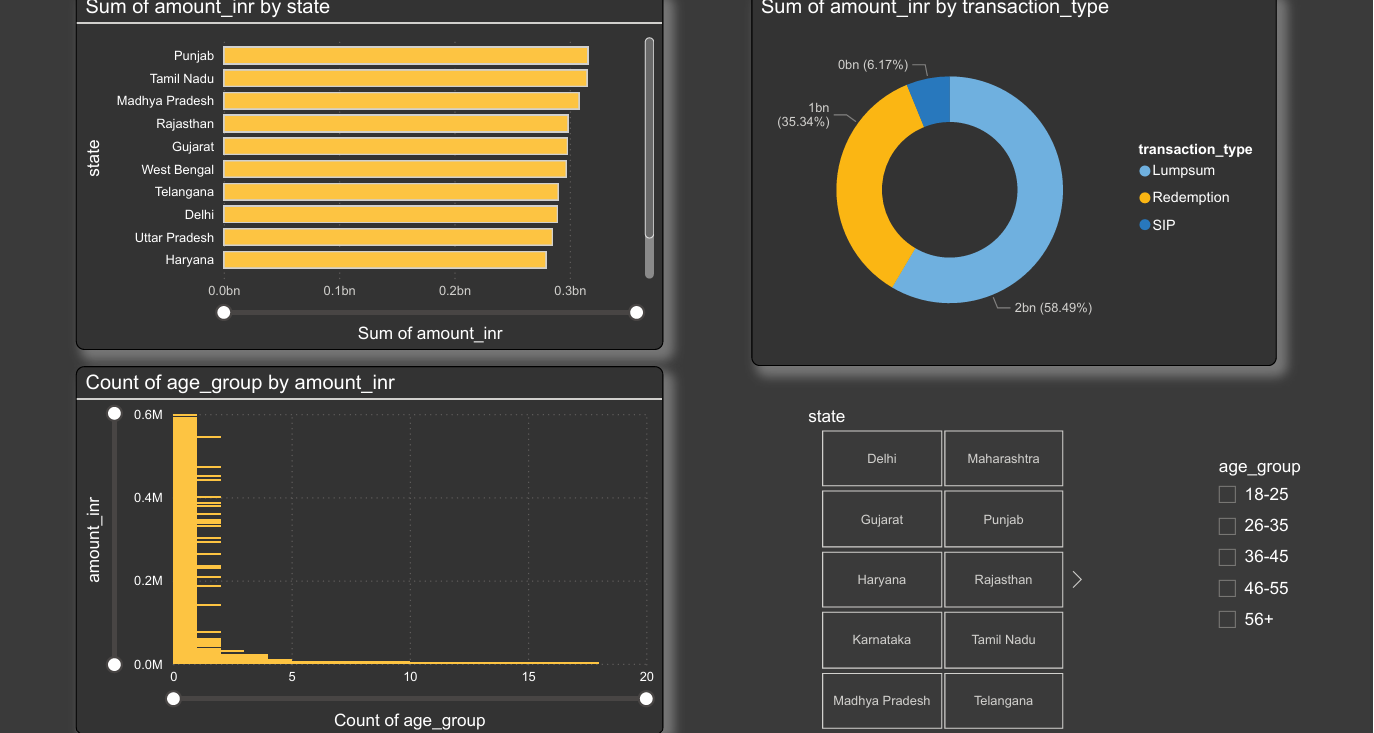 Sum of amount_inr by state
state
Punjab
Tamil Nadu
Madhya Pradesh
Rajasthan
Gujarat
West Bengal
Telangana
Delhi
Uttar Pradesh
Haryana
0.0bn 0.1bn 0.2bn 0.3bn
Sum of amount_inr
Sum of amount_inr by transaction_type
0bn (6.17%)
1bn
(35.34%)
2bn (58.49%)
transaction_type
Lumpsum
Redemption
SIP
Count of age_group by amount_inr
amount_inr
0.6M
0.4M
0.2M
0.0M
0 5 10 15 20
Count of age_group
state
Delhi Maharashtra
Gujarat Punjab
Haryana Rajasthan
Karnataka Tamil Nadu
Madhya Pradesh Telangana
age_group
18-25
26-35
36-45
46-55
56+